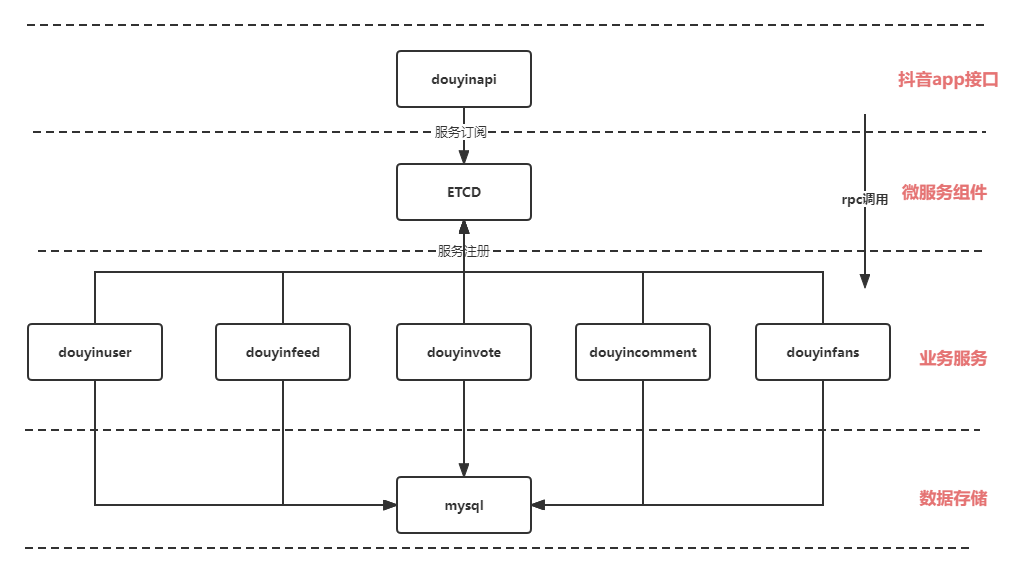 douyinapi
抖音app接口
服务订阅
ETCD
rpc调用
微服务组件
服务注册
douyinuser
douyinfeed
douyinvote
douyincomment
douyinfans
业务服务
mysql
数据存储